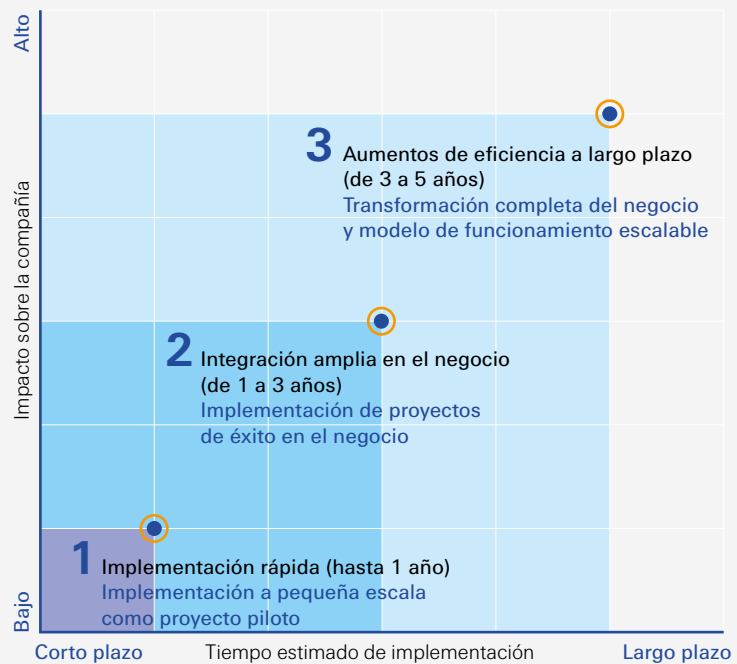 Alto
Impacto sobre la compañía
Bajo
3 Aumentos de eficiencia a largo plazo
(de 3 a 5 años)
Transformación completa del negocio
y modelo de funcionamiento escalable
2 Integración amplia en el negocio
(de 1 a 3 años)
Implementación de proyectos
de éxito en el negocio
1 Implementación rápida (hasta 1 año)
Implementación a pequeña escala
como proyecto piloto
Corto plazo
Tiempo estimado de implementación
Largo plazo